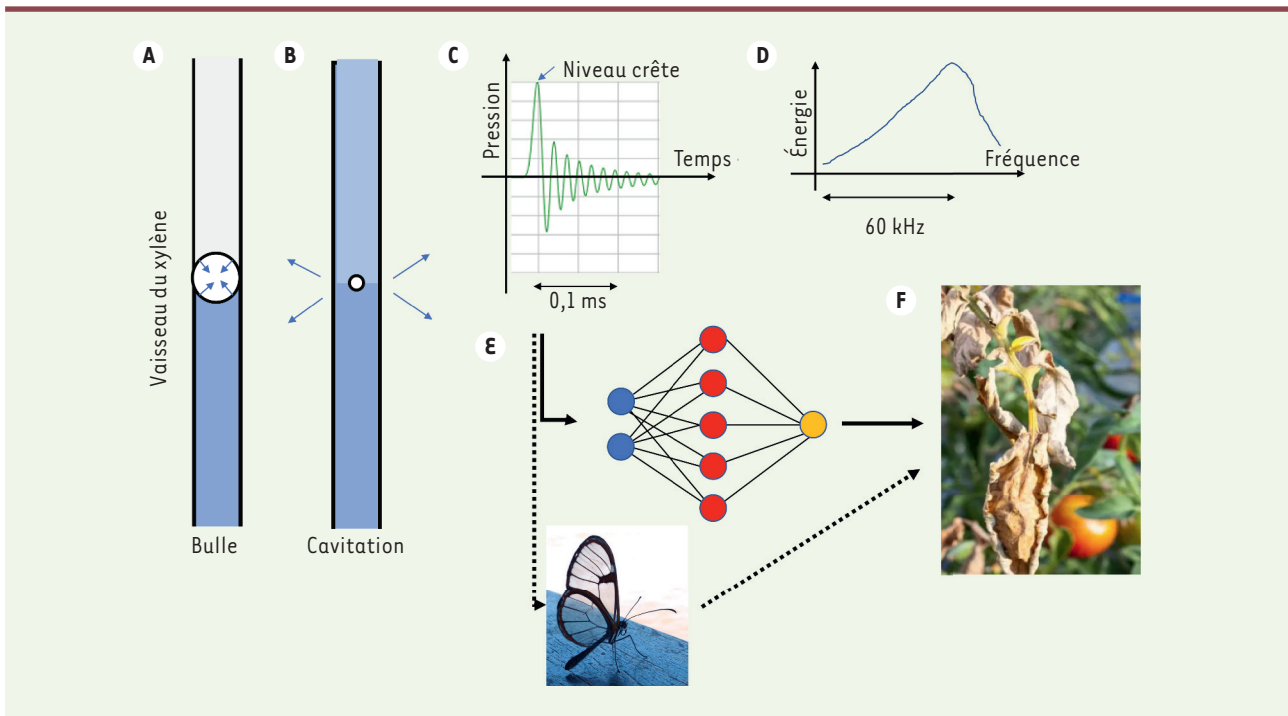 A
B
C
D
Niveau crête
Pression
Temps
0,1 ms
Énergie
Fréquence
60 kHz
Vaisseau du xylène
Bulle
Cavitation
E
F